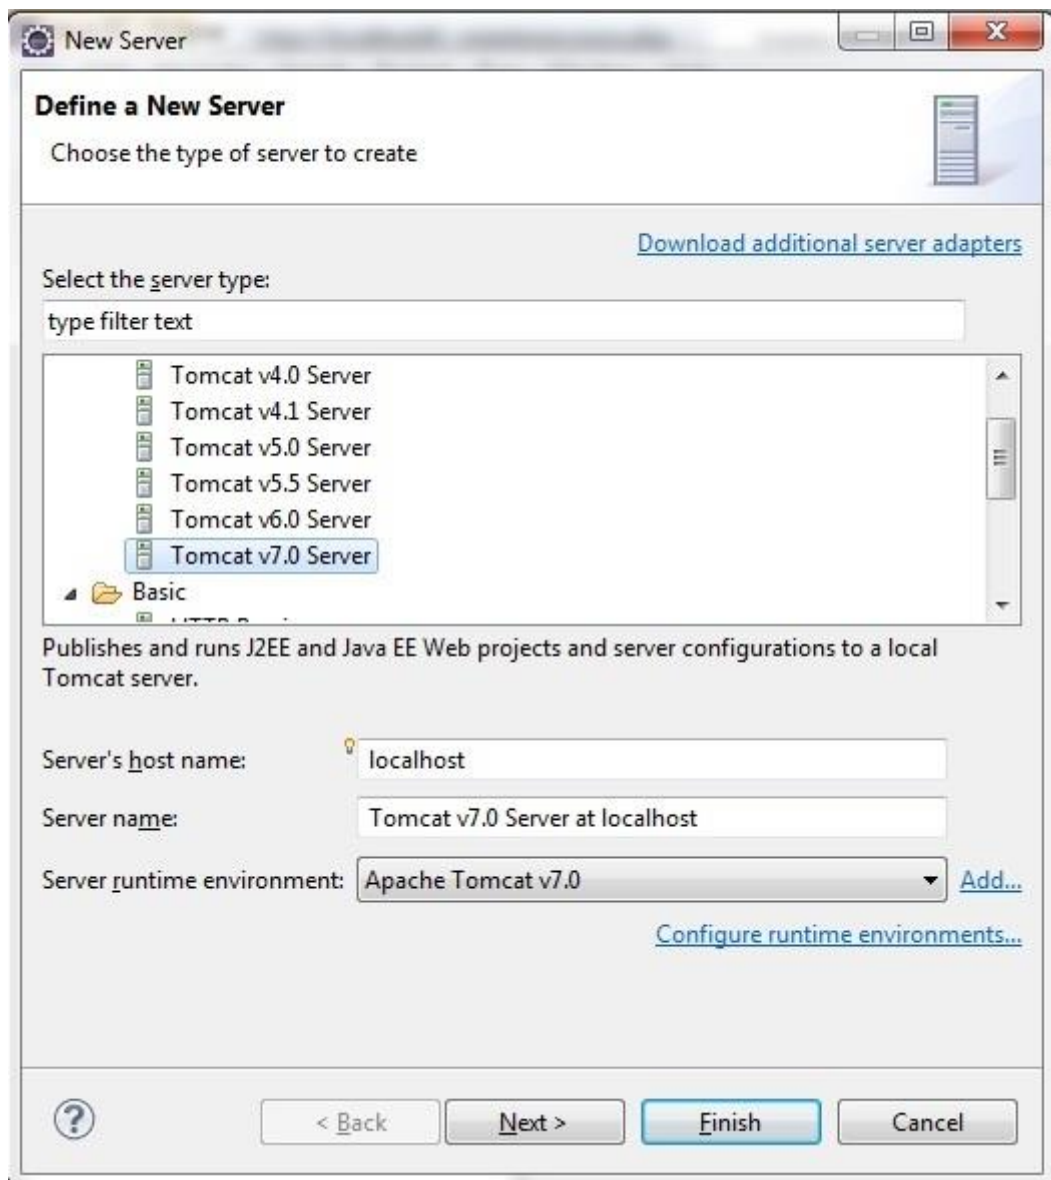 New Server
Define a New Server
Choose the type of server to create
Download additional server adapters
Select the server type:
type filter text
Tomcat v4.0 Server
Tomcat v4.1 Server
Tomcat v5.0 Server
Tomcat v5.5 Server
Tomcat v6.0 Server
Tomcat v7.0 Server
Basic
Publishes and runs J2EE and Java EE Web projects and server configurations to a local
Tomcat server.
Server's host name: localhost
Server name: Tomcat v7.0 Server at localhost
Server runtime environment: Apache Tomcat v7.0 Add...
Configure runtime environments...
? < Back Next > Finish Cancel